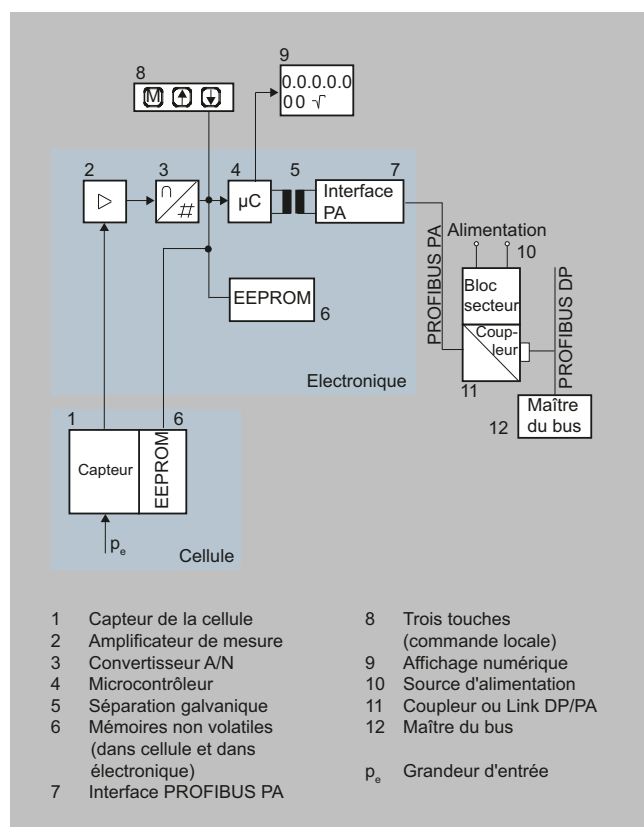 9
8
0.0.0.0.0
00 √
M
2
3
4
5
7
µC
Interface
PA
Alimentation
10
EEPROM
6
PROFIBUS PA
Bloc
secteur
Coup-
leur
PROFIBUS DP
Electronique
11
12
Maître
du bus
1
6
Capteur
EEPROM
pe
Cellule
1 Capteur de la cellule
2 Amplificateur de mesure
3 Convertisseur A/N
4 Microcontrôleur
5 Séparation galvanique
6 Mémoires non volatiles
(dans cellule et dans
électronique)
7 Interface PROFIBUS PA
8 Trois touches
(commande locale)
9 Affichage numérique
10 Source d'alimentation
11 Coupleur ou Link DP/PA
12 Maître du bus
pe Grandeur d'entrée